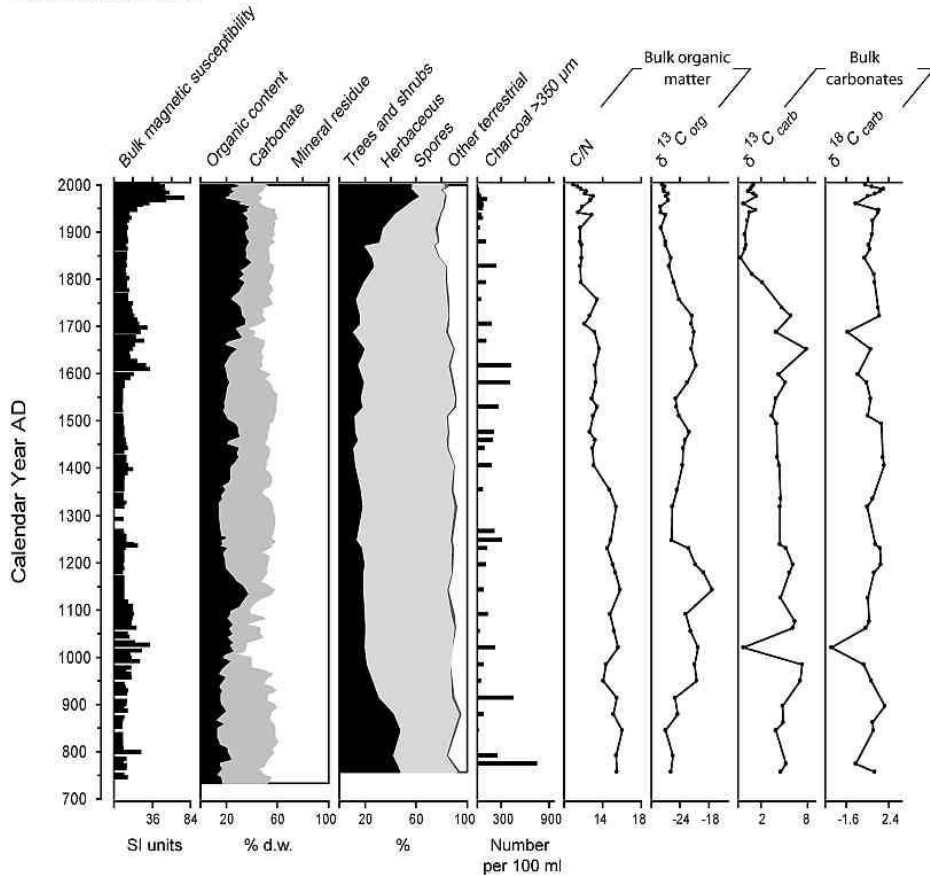 Bulk organic matter
Bulk carbonates
Bulk magnetic susceptibility
Organic content
Carbonate
Mineral residue
Trees and shrubs
Herbaceous
Spores
Other terrestrial
Charcoal >350 µm
C/N
δ 13 C org
δ 13 C carb
δ 18 C carb
Calendar Year AD
2000
1900
1800
1700
1600
1500
1400
1300
1200
1100
1000
900
800
700
36 84
20 60 100
20 60 100
300 900
14 18
-24 -18
2 8
-1.6 2.4
SI units
% d.w.
%
Number
per 100 ml